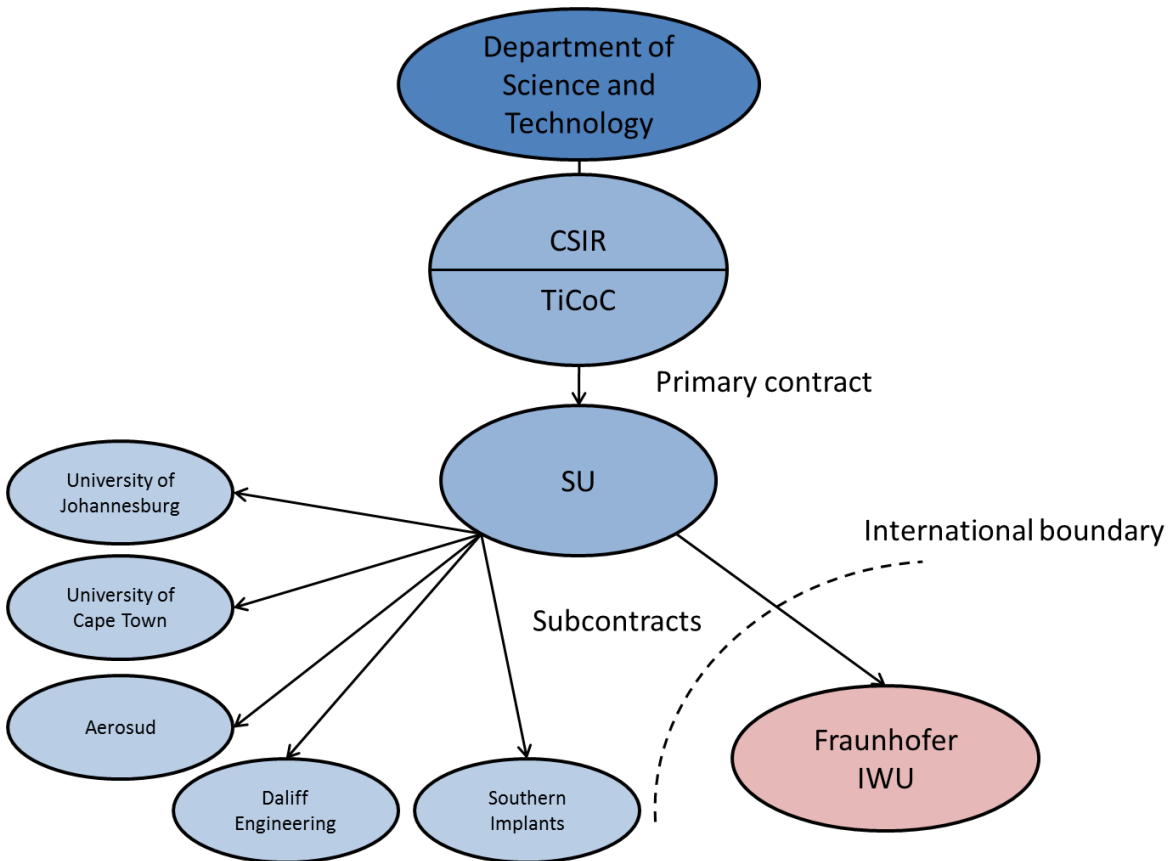 Department of
Science and
Technology
CSIR
TiCoC
Primary contract
SU
University of
Johannesburg
International boundary
University of
Cape Town
Subcontracts
Aerosud
Fraunhofer
IWU
Daliff
Engineering
Southern
Implants